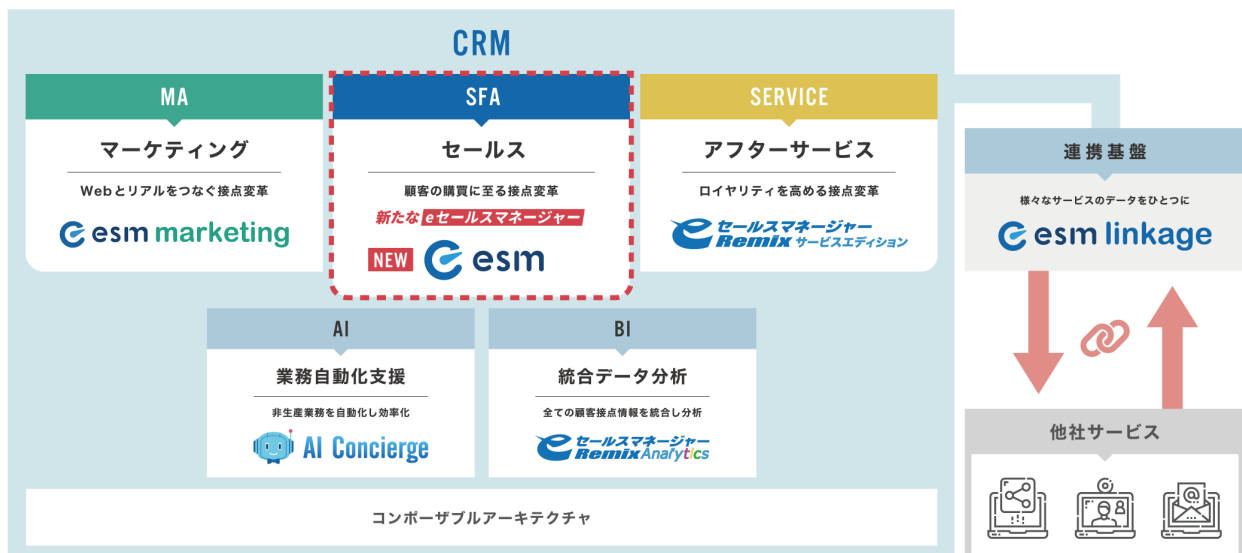 CRM
MA
マーケティング
Webとリアルをつなぐ接点変革
esm marketing
SFA
セールス
顧客の購買に至る接点変革
新たな eセールスマネージャー
NEW esm
SERVICE
アフターサービス
ロイヤリティを高める接点変革
eセールスマネージャー
Remix サービスエディション
AI
業務自動化支援
非生産業務を自動化し効率化
AI Concierge
BI
統合データ分析
全ての顧客接点情報を統合し分析
eセールスマネージャー
Remix Analytics
コンポーザブルアーキテクチャ
連携基盤
様々なサービスのデータをひとつに
esm linkage
他社サービス